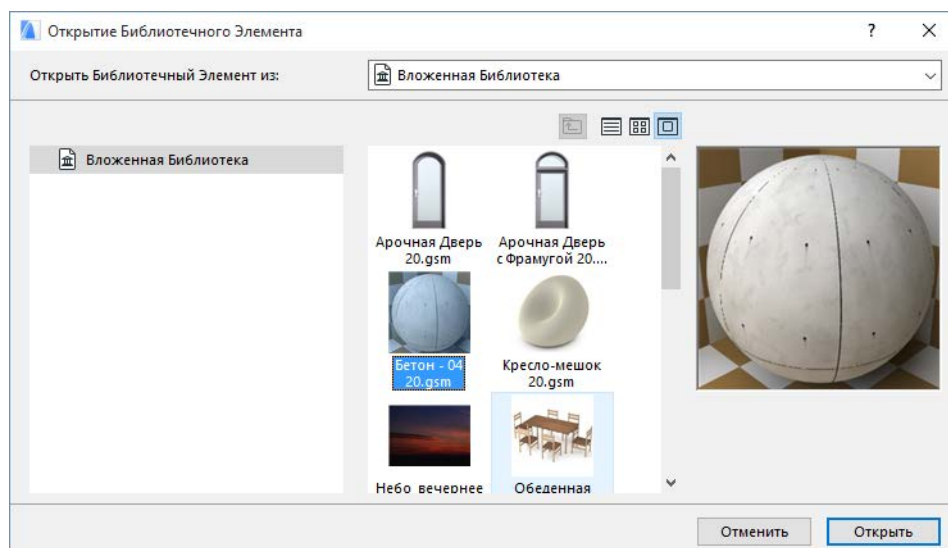 Открытие Библиотечного Элемента
Открыть Библиотечный Элемент из:
Вложенная Библиотека
Вложенная Библиотека
Арочная Дверь
20.gsm
Арочная Дверь
с Фрамугой 20....
Бетон - 04
20.gsm
Кресло-мешок
20.gsm
Небо вечернее
Обеденная
Отменить
Открыть